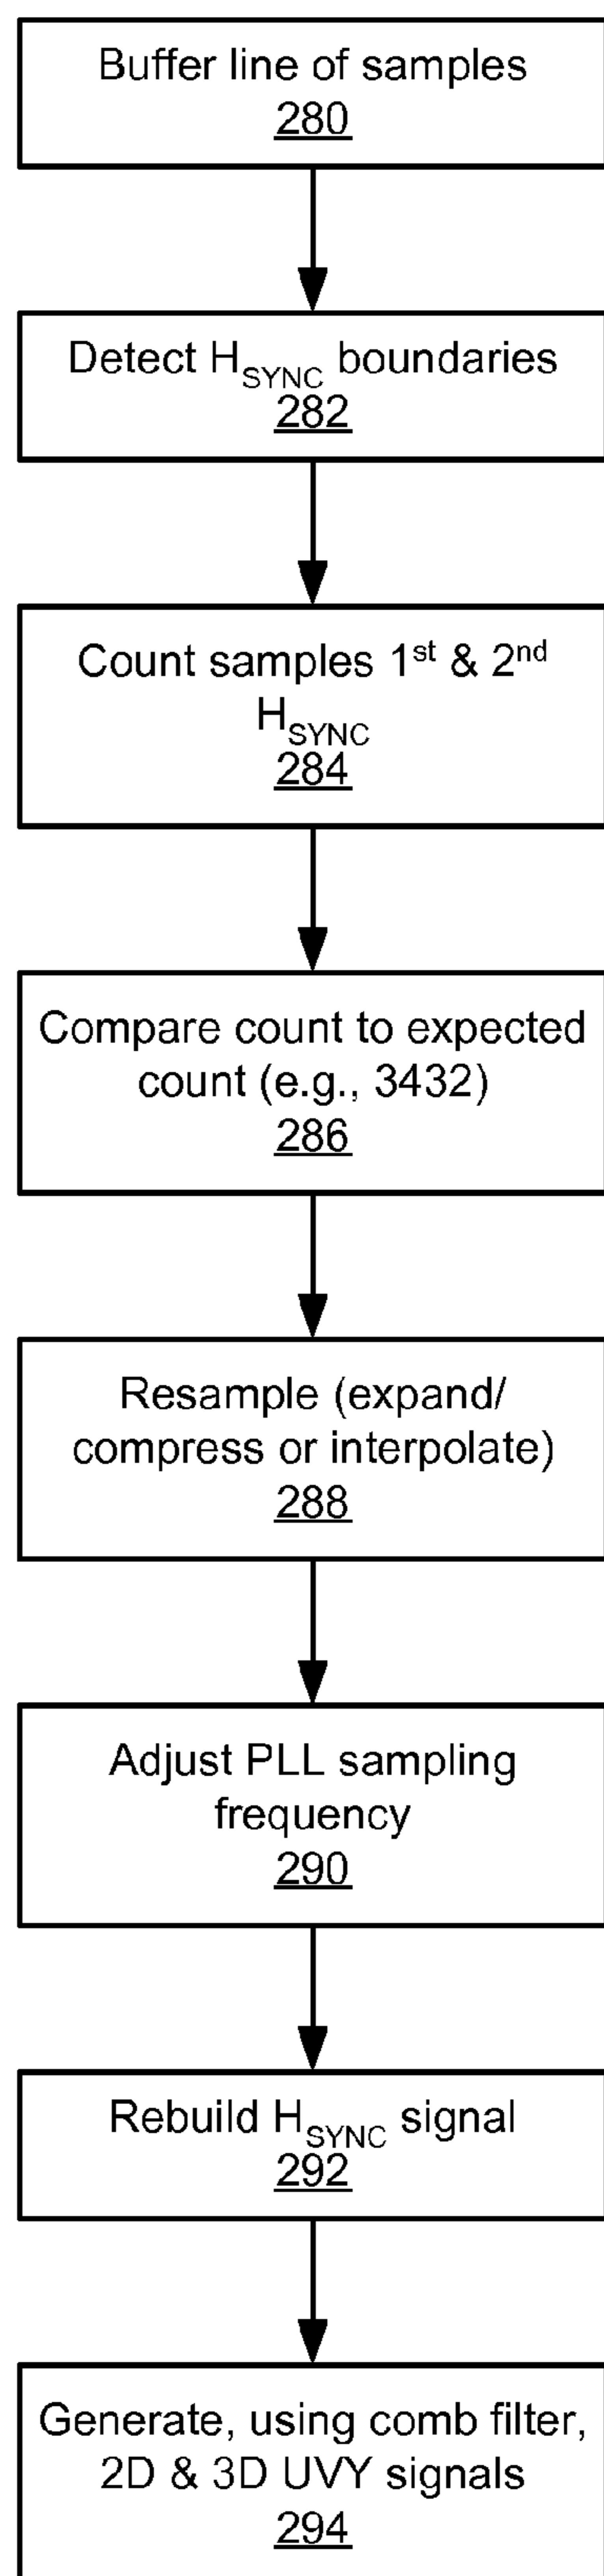 Buffer line of samples
280
Detect HSYNC boundaries
282
Count samples 1st & 2nd
HSYNC
284
Compare count to expected
count (e.g., 3432)
286
Resample (expand/
compress or interpolate)
288
Adjust PLL sampling
frequency
290
Rebuild HSYNC signal
292
Generate, using comb filter,
2D & 3D UVY signals
294